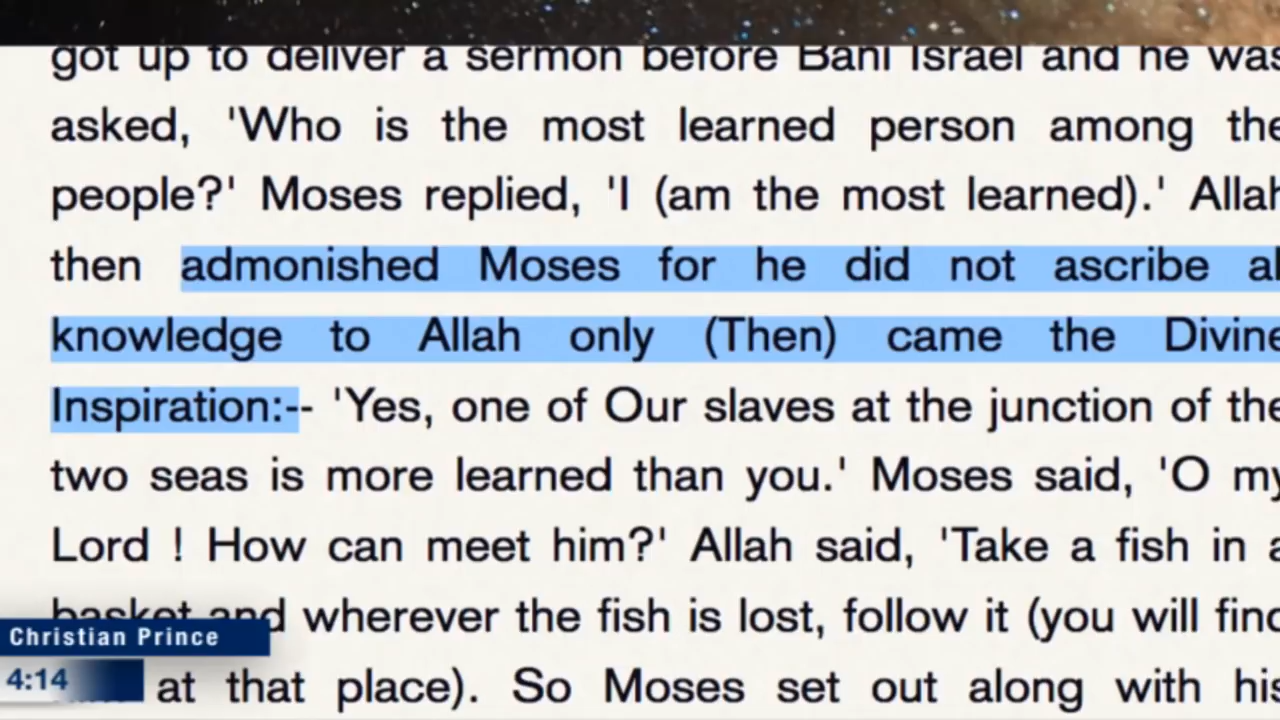 got up to deliver a sermon before Bani Israel and he was
asked, 'Who is the most learned person among the
people?' Moses replied, 'I (am the most learned).' Allah
then admonished Moses for he did not ascribe al
knowledge to Allah only (Then) came the Divine
Inspiration:-- 'Yes, one of Our slaves at the junction of the
two seas is more learned than you.' Moses said, 'O my
Lord ! How can meet him?' Allah said, 'Take a fish in a
basket and wherever the fish is lost, follow it (you will find
at that place). So Moses set out along with his
Christian Prince
4:14